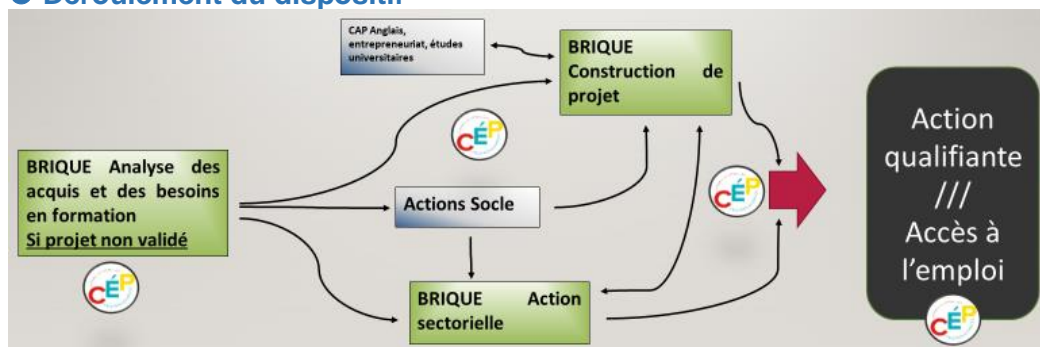 Déroulement du dispositif
CAP Anglais,
entrepreneuriat, études
universitaires
BRIQUE
Construction de
projet
CÉP
BRIQUE Analyse des
acquis et des besoins
en formation
Si projet non validé
CÉP
Actions Socle
BRIQUE Action
sectorielle
CÉP
Action
qualifiante
///
Accès à
l'emploi
CÉP